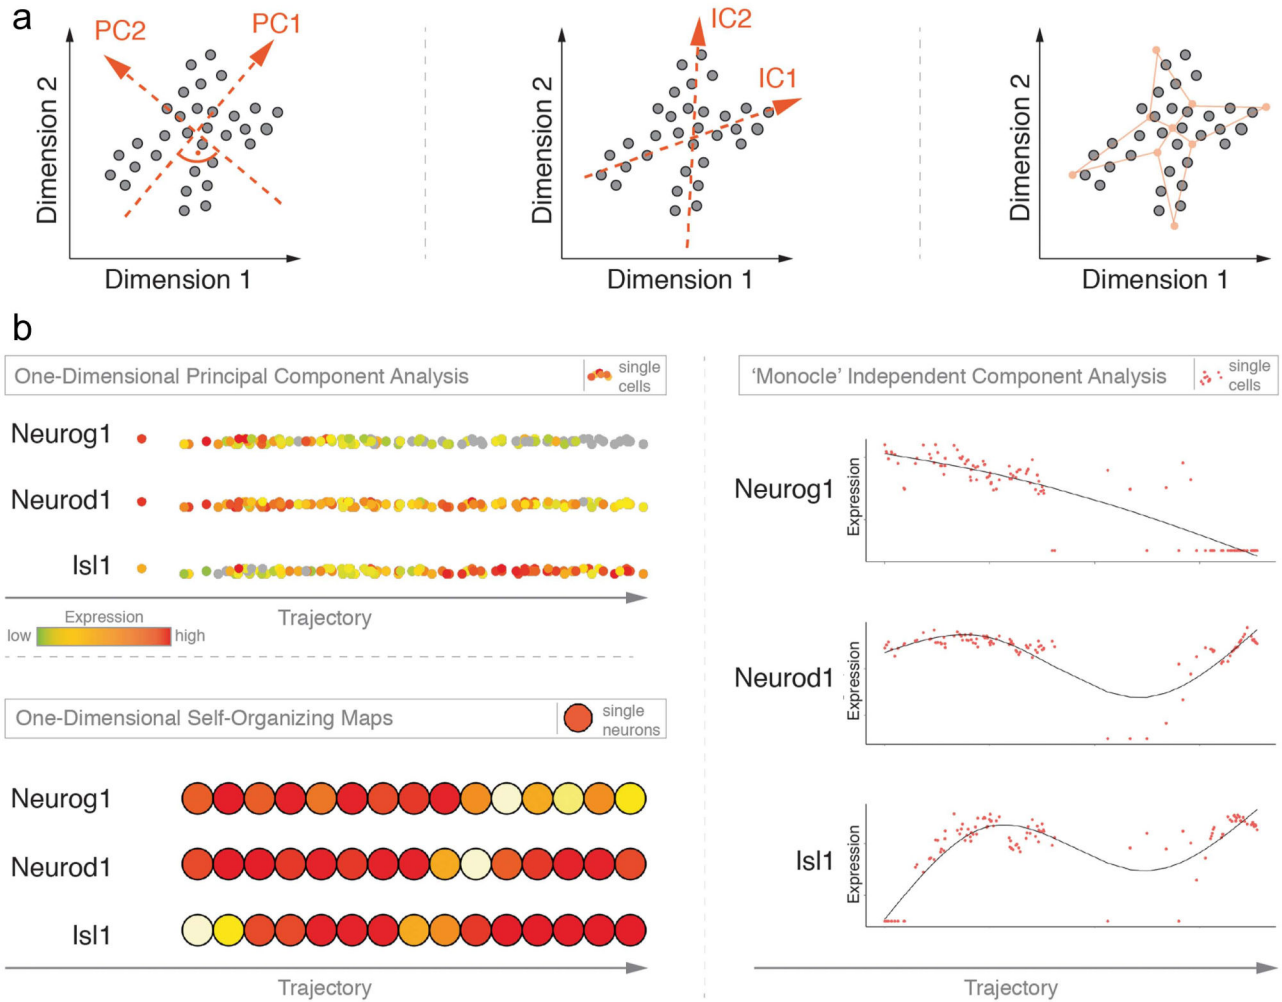 a
PC2
PC1
Dimension 2
Dimension 1
IC2
IC1
Dimension 2
Dimension 1
Dimension 2
Dimension 1
b
One-Dimensional Principal Component Analysis
single
cells
Neurog1
Neurod1
Isl1
Trajectory
Expression
low
high
One-Dimensional Self-Organizing Maps
single
neurons
Neurog1
Neurod1
Isl1
Trajectory
‘Monocle’ Independent Component Analysis
single
cells
Neurog1
Expression
Neurod1
Expression
Isl1
Expression
Trajectory